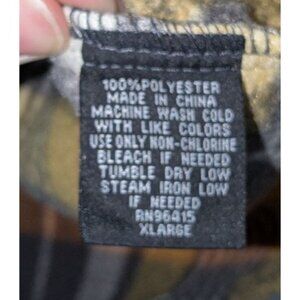 100%POLYESTER
MADE IN CHINA
MACHINE WASH COLD
WITH LIKE COLORS
USE ONLY NON-CHLORINE
BLEACH IF NEEDED
TUMBLE DRY LOW
STEAM IRON LOW
IF NEEDED
RN96415
XLARGE